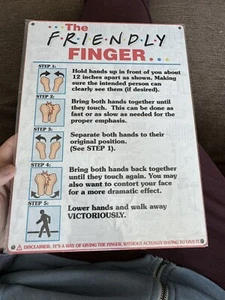 The
F·R·I·E·N·D·L·Y
FINGER...
STEP 1:
Hold hands up in front of you about
12 inches apart as shown. Making
sure the intended person can
clearly see them (if desired).
STEP 2:
Bring both hands together until
they touch. This can be done as
fast or as slow as needed for the
proper emphasis.
STEP 3:
Separate both hands to their
original position.
(See STEP 1).
STEP 4:
Bring both hands back together
until they touch again. You may
also want to contort your face
for a more dramatic effect.
STEP 5:
Lower hands and walk away
VICTORIOUSLY.
DISCLAIMER: IT'S A WAY OF GIVING THE FINGER, WITHOUT ACTUALLY HAVING TO GIVE IT.